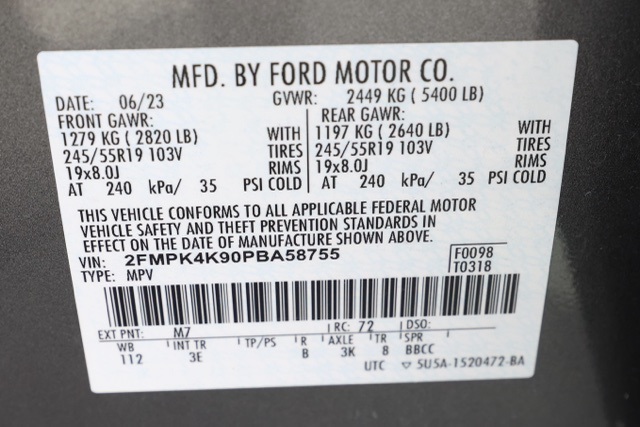 MFD. BY FORD MOTOR CO.
DATE: 06/23 GVWR: 2449 KG ( 5400 LB)
FRONT GAWR: REAR GAWR:
1279 KG ( 2820 LB) WITH 1197 KG ( 2640 LB) WITH
245/55R19 103V TIRES 245/55R19 103V TIRES
19x8.0J RIMS 19x8.0J RIMS
AT 240 kPa/ 35 PSI COLD AT 240 kPa/ 35 PSI COLD
THIS VEHICLE CONFORMS TO ALL APPLICABLE FEDERAL MOTOR
VEHICLE SAFETY AND THEFT PREVENTION STANDARDS IN
EFFECT ON THE DATE OF MANUFACTURE SHOWN ABOVE.
VIN: 2FMPK4K90PBA58755 F0098
TYPE: MPV T0318
EXT PNT: M7 RC: 72 DSO:
WB INT TR TP/PS R AXLE TR SPR
112 3E B 3K 8 BBCC
UTC ▽ 5U5A-1520472-BA